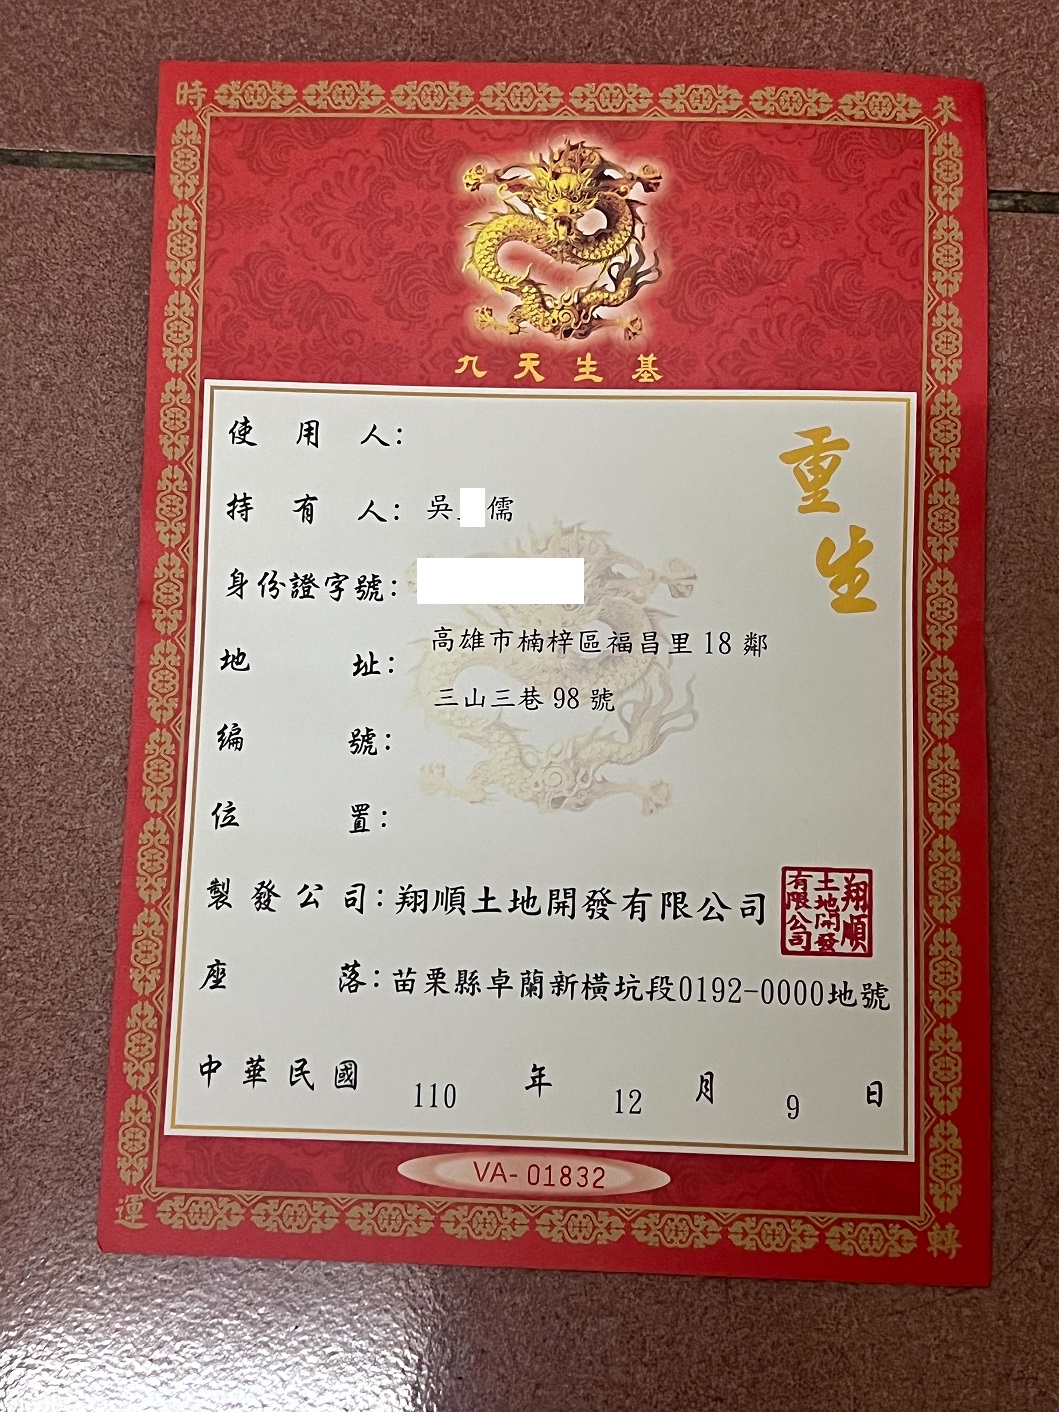 時 來
九天生基
重生
使用人：
持有人：吳 儒
身份證字號：
地址：高雄市楠梓區福昌里18鄰
三山三巷98號
編號：
位置：
製發公司：翔順土地開發有限公司
翔順土地開發有限公司
座落：苗栗縣卓蘭新橫坑段0192-0000地號
中華民國 110 年 12 月 9 日
VA- 01832
運 轉